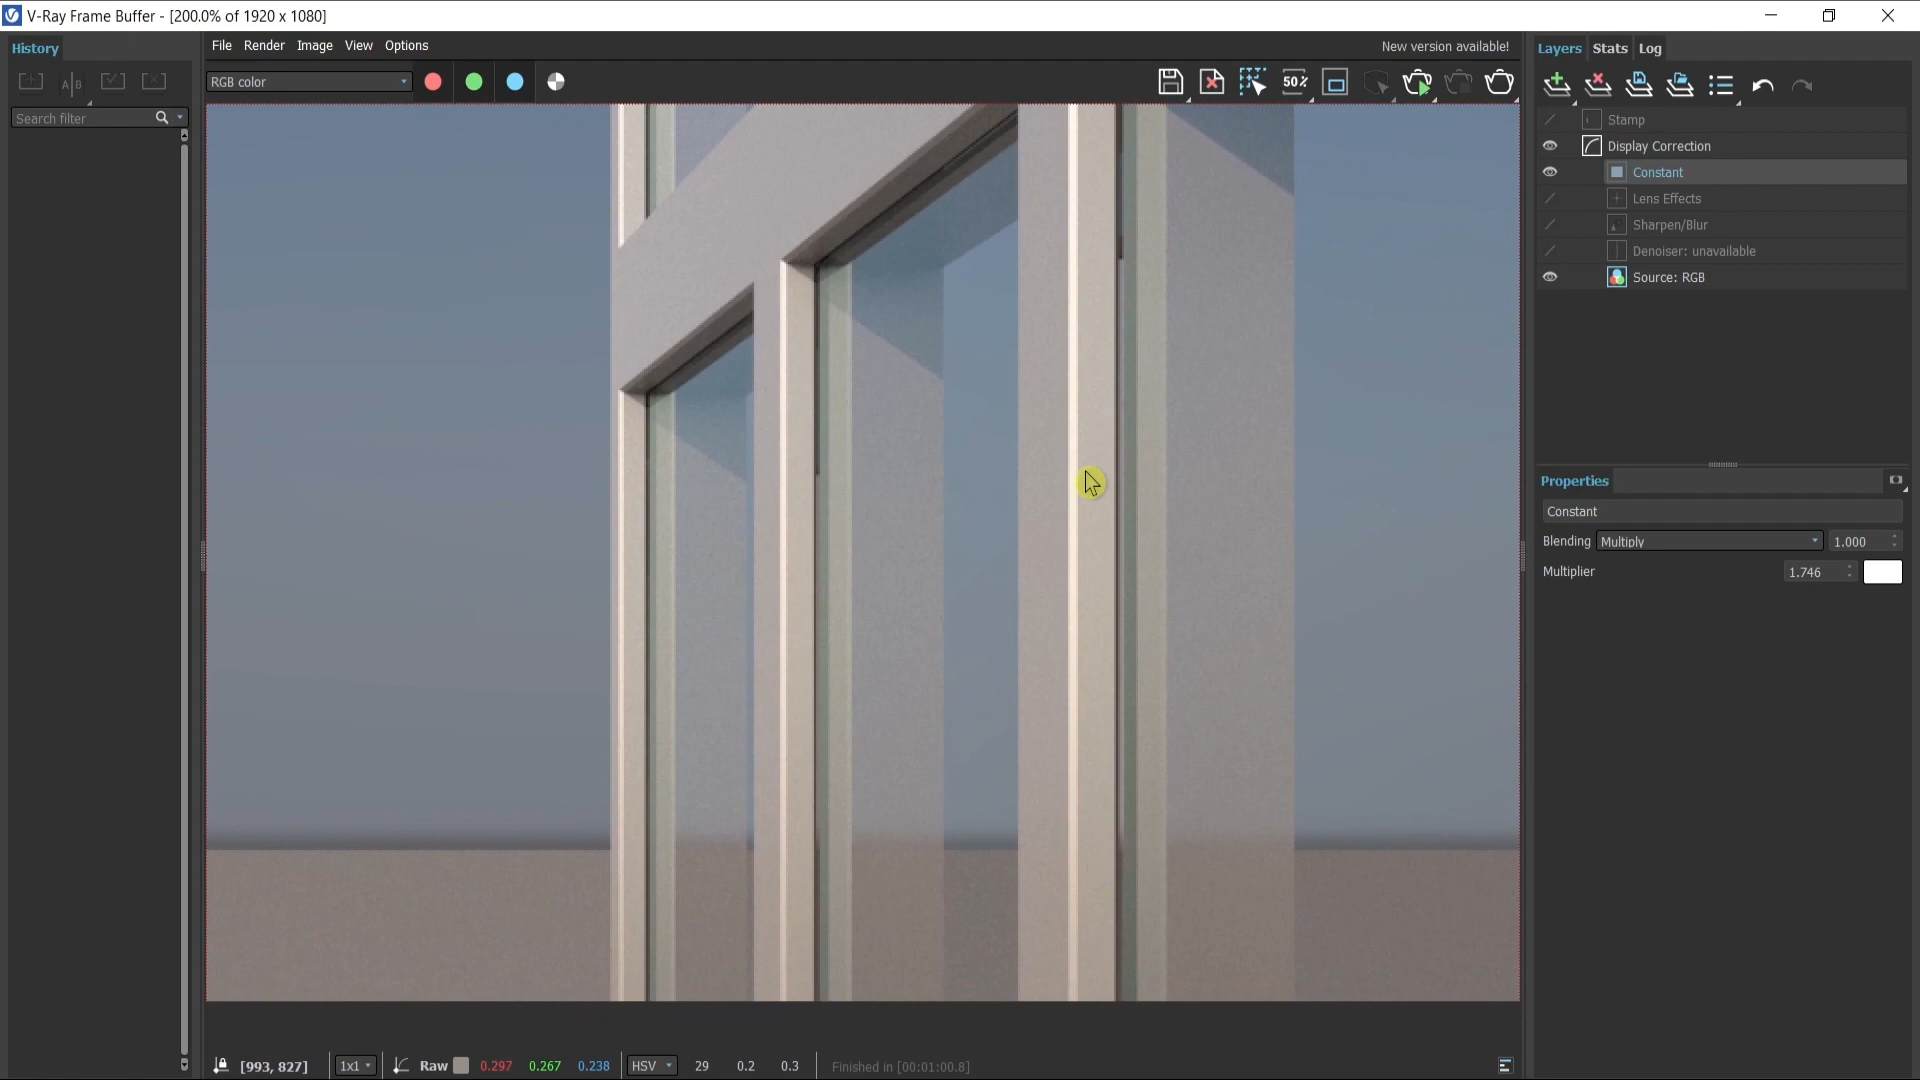 V-Ray Frame Buffer - [200.0% of 1920 x 1080]
History
File Render Image View Options
New version available!
Layers Stats Log
RGB color
50%
A|B
Search filter
Stamp
Display Correction
Constant
Lens Effects
Sharpen/Blur
Denoiser: unavailable
Source: RGB
Properties
Constant
Blending Multiply 1.000
Multiplier 1.746
[993, 827] 1x1 Raw 0.297 0.267 0.238 HSV 29 0.2 0.3 Finished in [00:01:00.8]